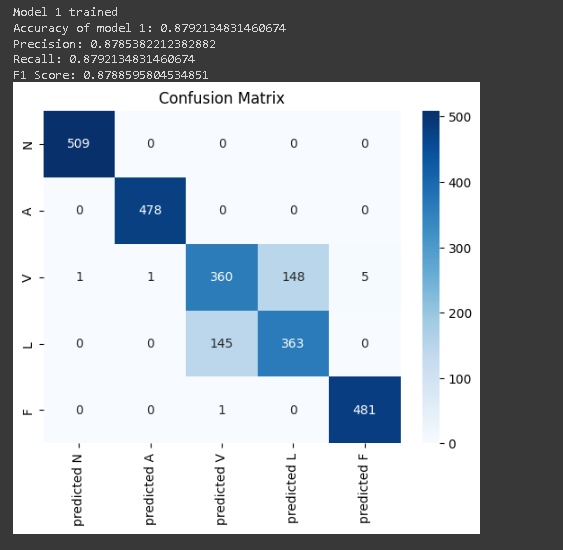 Model 1 trained
Accuracy of model 1: 0.8792134831460674
Precision: 0.8785382212382882
Recall: 0.8792134831460674
F1 Score: 0.8788595804534851
Confusion Matrix
N 509 0 0 0 0
A 0 478 0 0 0
V 1 1 360 148 5
L 0 0 145 363 0
F 0 0 1 0 481
predicted N predicted A predicted V predicted L predicted F
500
400
300
200
100
0